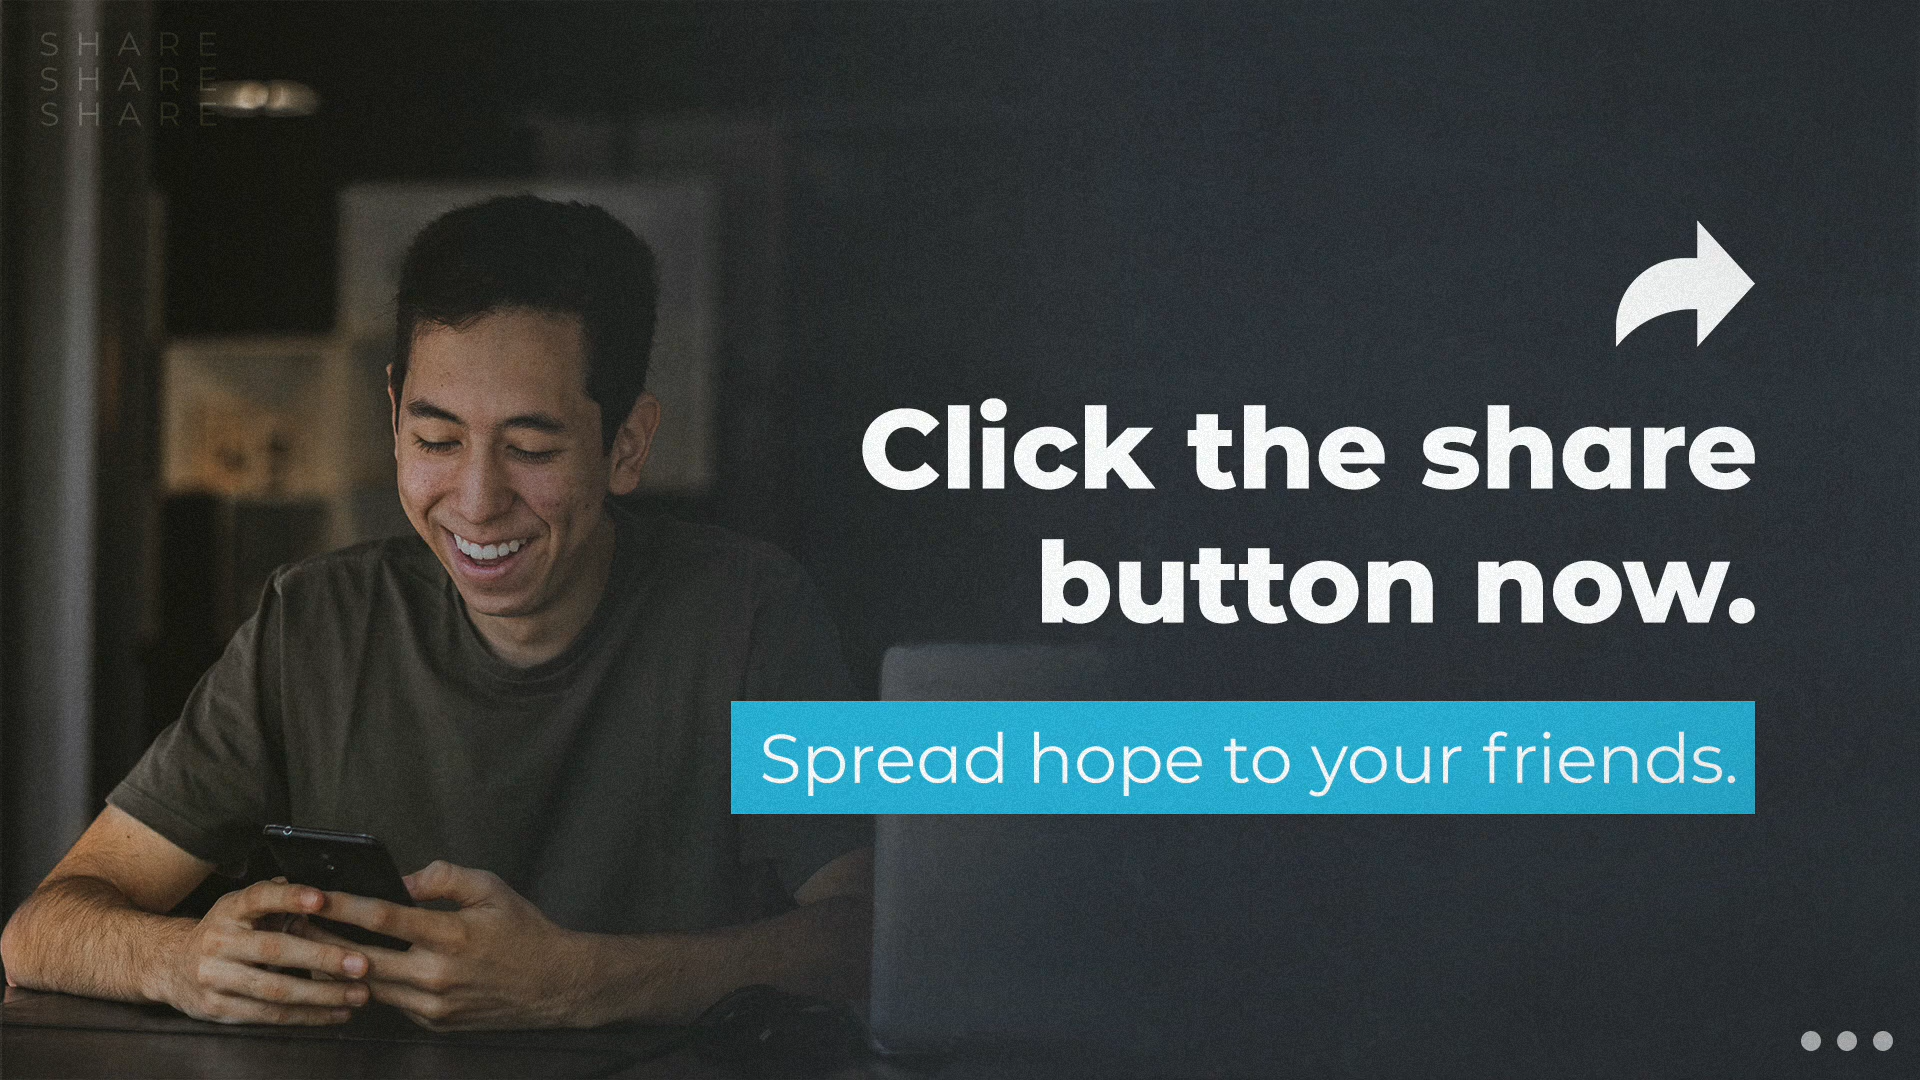 SHARE
SHARE
SHARE
Click the share
button now.
Spread hope to your friends.